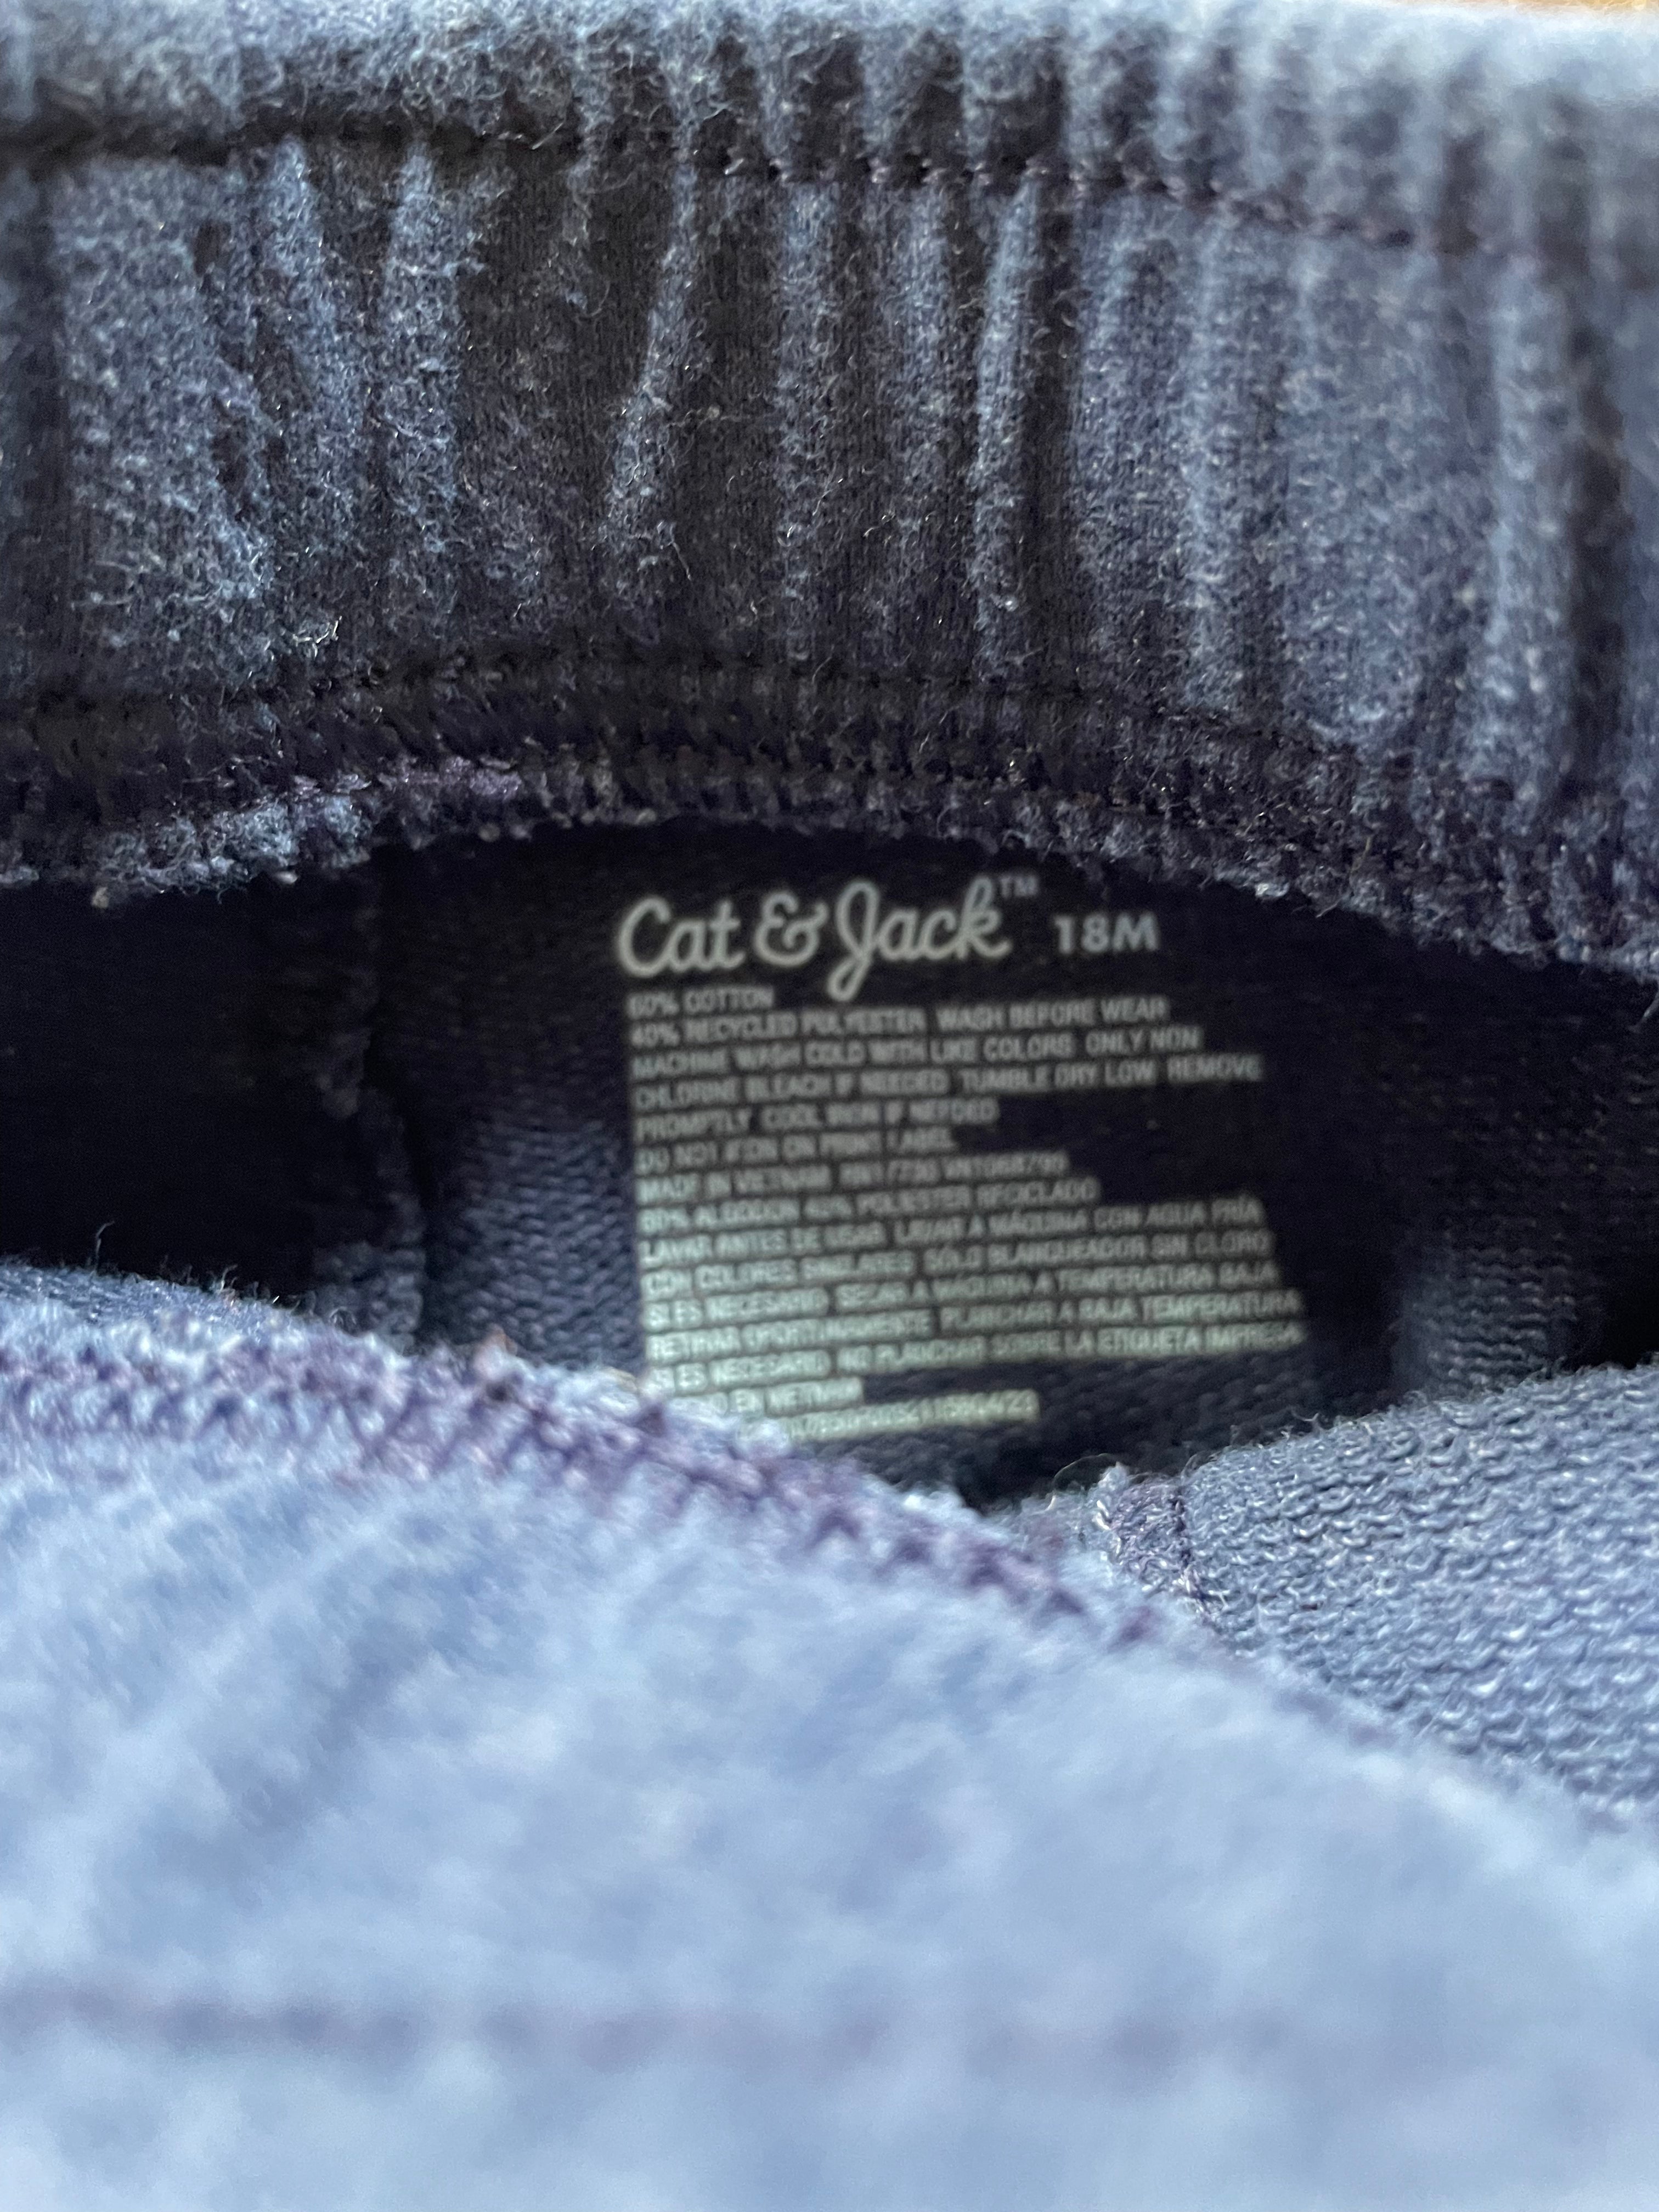 Cat & Jack™ 18M
60% COTTON
40% RECYCLED POLYESTER WASH BEFORE WEAR
MACHINE WASH COLD WITH LIKE COLORS ONLY NON
CHLORINE BLEACH IF NEEDED TUMBLE DRY LOW REMOVE
PROMPTLY COOL IRON IF NEEDED
DO NOT IRON ON PRINT LABEL
MADE IN VIETNAM
60% ALGODON 40% POLIESTER RECICLADO
LAVAR ANTES DE USAR LAVAR A MÁQUINA CON AGUA FRÍA
CON COLORES SIMILARES SÓLO BLANQUEADOR SIN CLORO
SI ES NECESARIO SECAR A MÁQUINA A TEMPERATURA BAJA
RETIRAR OPORTUNAMENTE PLANCHAR A BAJA TEMPERATURA
SI ES NECESARIO NO PLANCHAR SOBRE LA ETIQUETA IMPRESA
EN VIETNAM